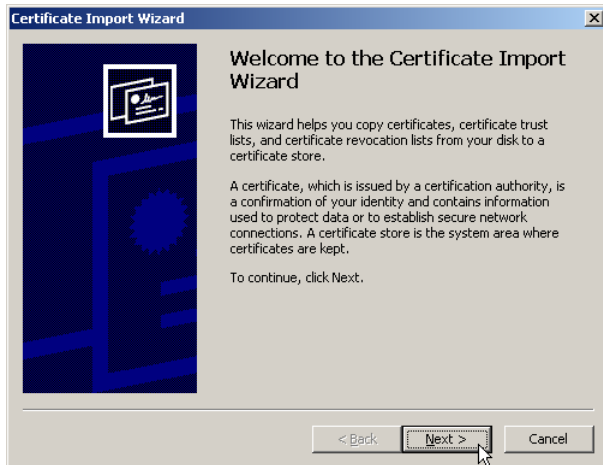 Certificate Import Wizard
Welcome to the Certificate Import
Wizard
This wizard helps you copy certificates, certificate trust
lists, and certificate revocation lists from your disk to a
certificate store.
A certificate, which is issued by a certification authority, is
a confirmation of your identity and contains information
used to protect data or to establish secure network
connections. A certificate store is the system area where
certificates are kept.
To continue, click Next.
< Back Next > Cancel